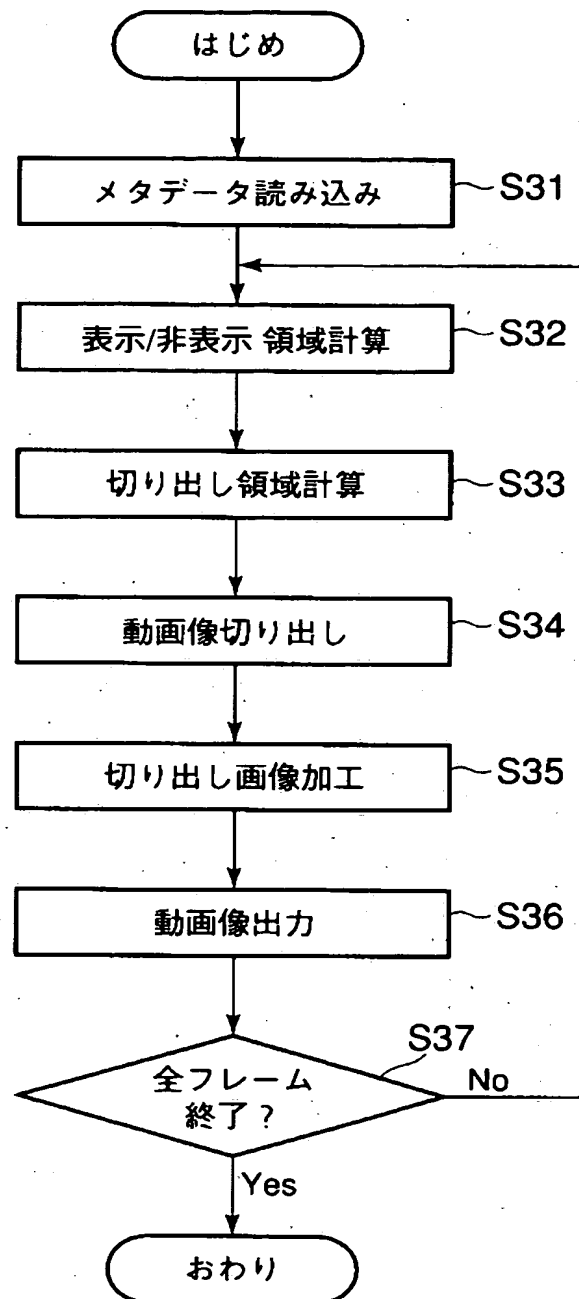 はじめ
メタデータ読み込み
S31
表示/非表示 領域計算
S32
切り出し領域計算
S33
動画像切り出し
S34
切り出し画像加工
S35
動画像出力
S36
S37
全フレーム
終了?
No
Yes
おわり